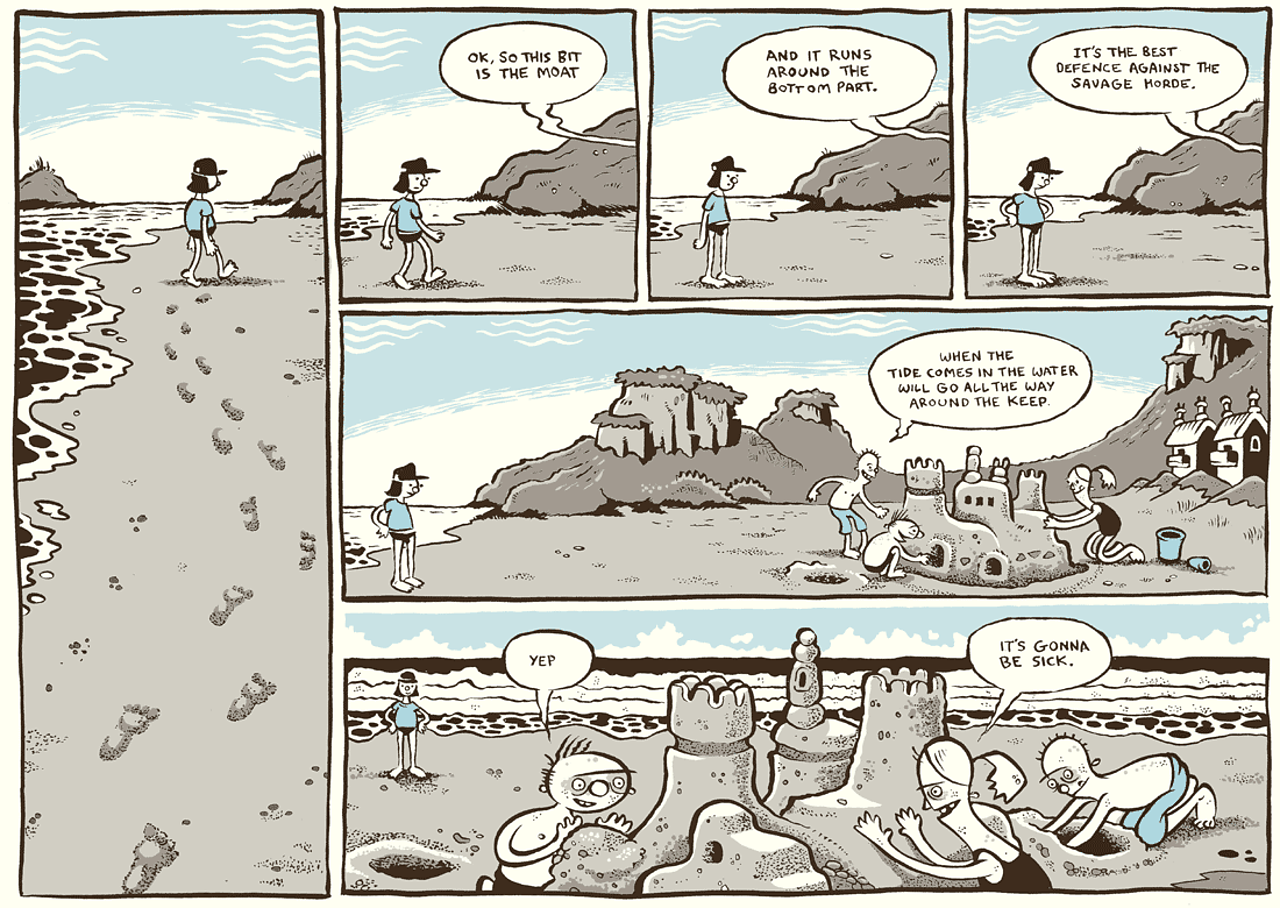 OK, SO THIS BIT
IS THE MOAT
AND IT RUNS
AROUND THE
BOTTOM PART.
IT'S THE BEST
DEFENCE AGAINST THE
SAVAGE HORDE.
WHEN THE
TIDE COMES IN THE WATER
WILL GO ALL THE WAY
AROUND THE KEEP.
YEP
IT'S GONNA
BE SICK.